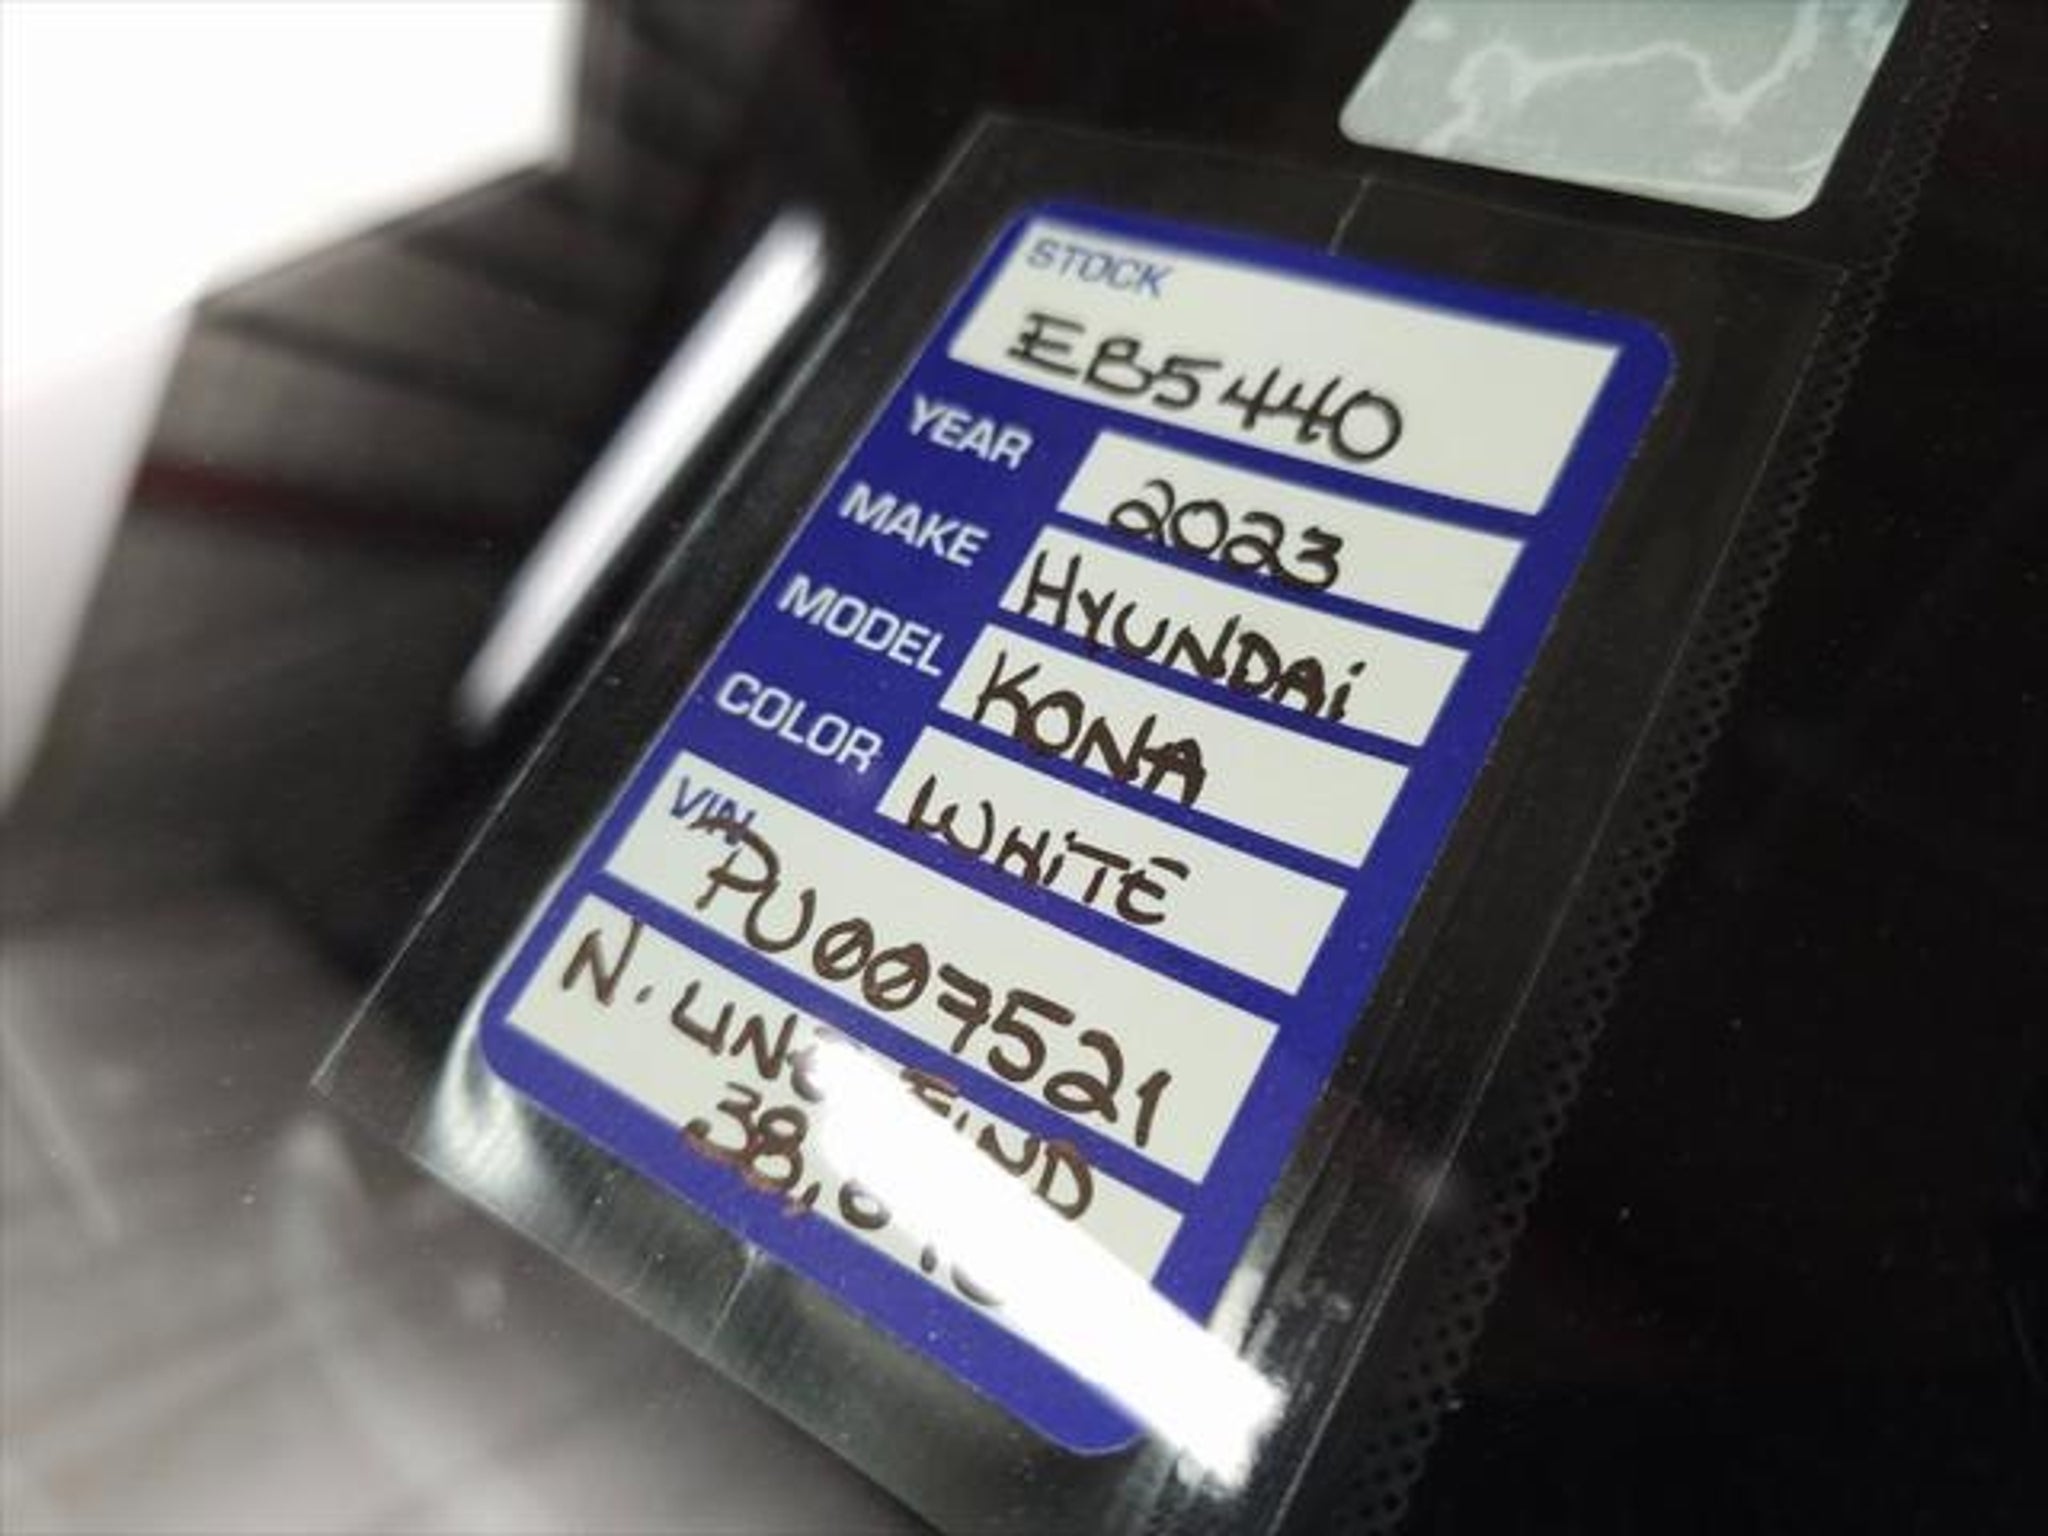 STOCK
EB5440
YEAR 2023
MAKE HYUNDAi
MODEL KONA
COLOR WHiTE
VIN
PU007521
N.